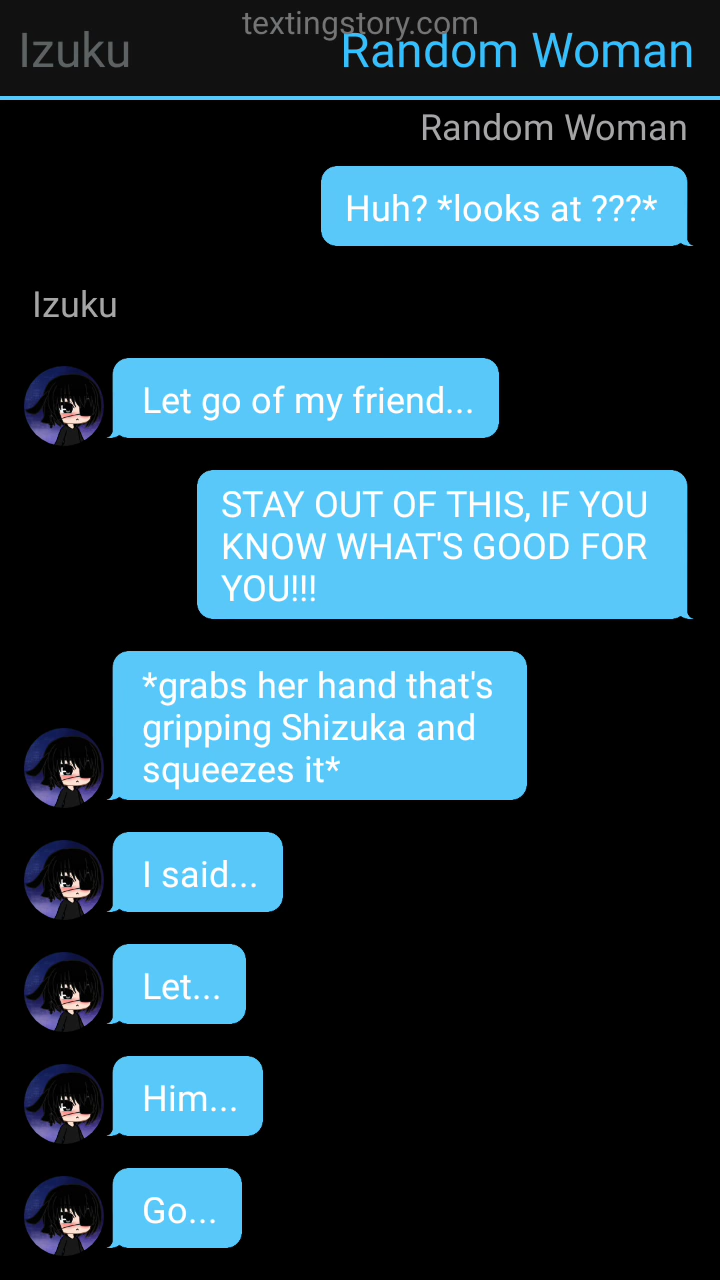 textingstory.com
Izuku
Random Woman
Random Woman
Huh? *looks at ???*
Izuku
Let go of my friend...
STAY OUT OF THIS, IF YOU
KNOW WHAT'S GOOD FOR
YOU!!!
*grabs her hand that's
gripping Shizuka and
squeezes it*
I said...
Let...
Him...
Go...